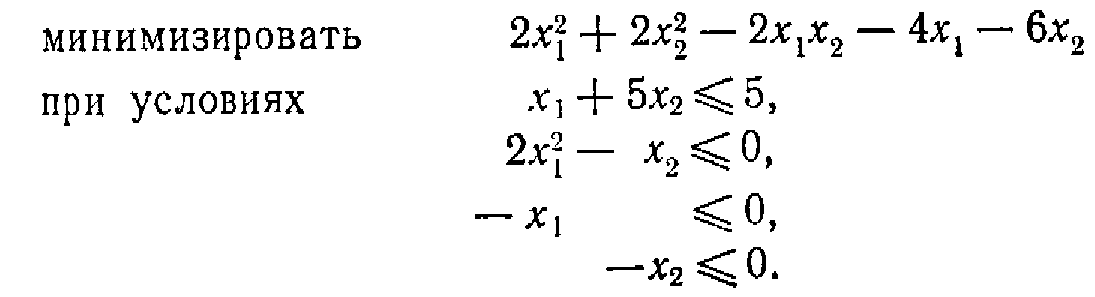 минимизировать 2x₁² + 2x₂² − 2x₁x₂ − 4x₁ − 6x₂
при условиях x₁ + 5x₂ ⩽ 5,
2x₁² − x₂ ⩽ 0,
− x₁ ⩽ 0,
−x₂ ⩽ 0.